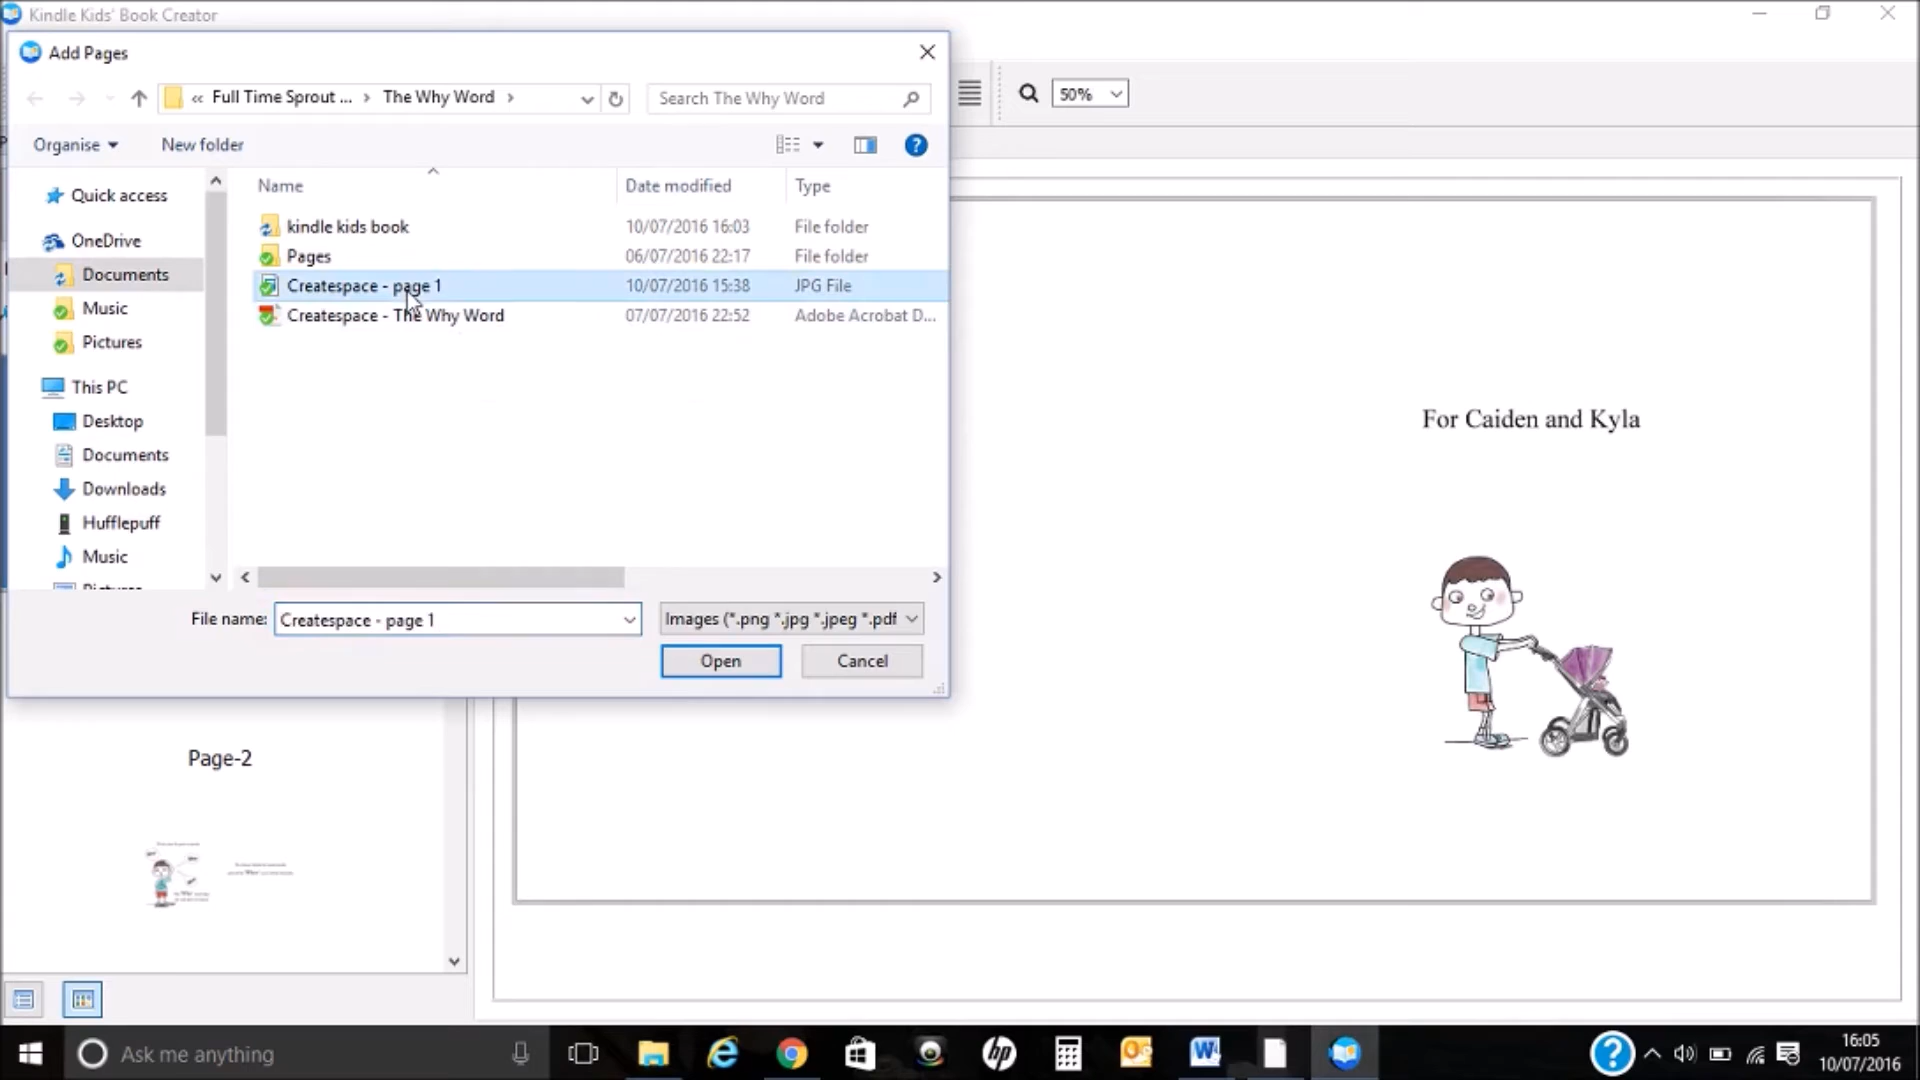 Kindle Kids' Book Creator
Add Pages
« Full Time Sprout ... › The Why Word ›
Search The Why Word
50%
Organise
New folder
Name
Date modified
Type
Quick access
OneDrive
Documents
Music
Pictures
This PC
Desktop
Documents
Downloads
Hufflepuff
Music
Pictures
kindle kids book 10/07/2016 16:03 File folder
Pages 06/07/2016 22:17 File folder
Createspace - page 1 10/07/2016 15:38 JPG File
Createspace - The Why Word 07/07/2016 22:52 Adobe Acrobat D...
File name: Createspace - page 1
Images (*.png *.jpg *.jpeg *.pdf
Open
Cancel
For Caiden and Kyla
Page-2
Ask me anything
16:05
10/07/2016